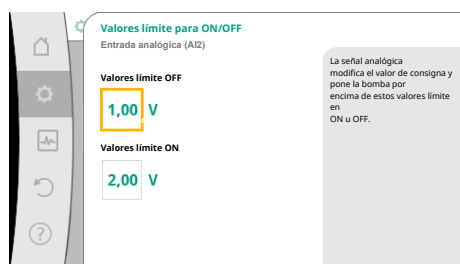 Valores límite para ON/OFF
Entrada analógica (AI2)
Valores límite OFF
1,00 V
Valores límite ON
2,00 V
La señal analógica
modifica el valor de consigna y
pone la bomba por
encima de estos valores límite
en
ON u OFF.
?